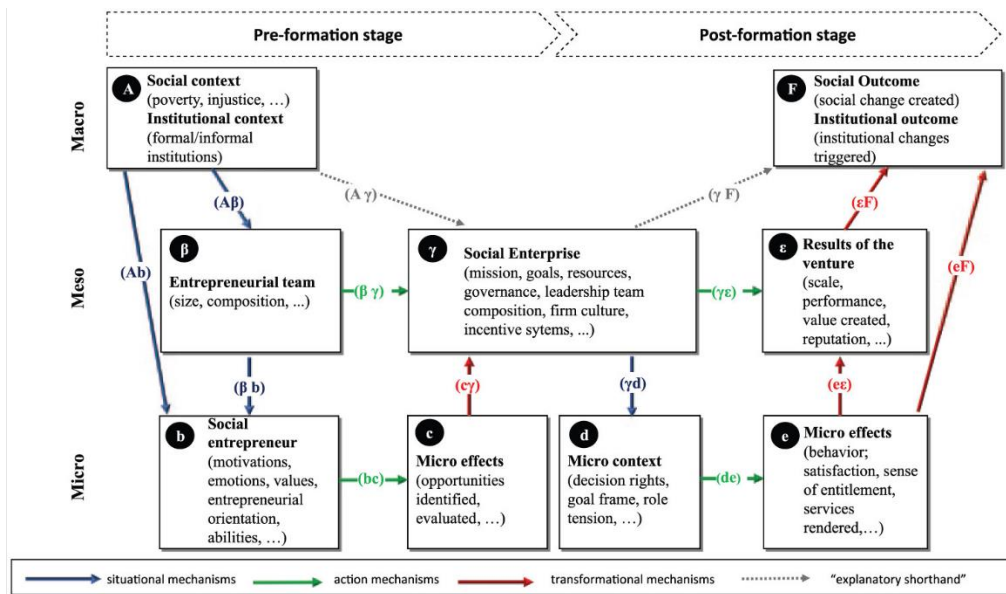 Pre-formation stage
Post-formation stage
Macro
A
Social context
(poverty, injustice, …)
Institutional context
(formal/informal
institutions)
F
Social Outcome
(social change created)
Institutional outcome
(institutional changes
triggered)
(Aβ)
(A γ)
(γ F)
(εF)
(Ab)
(eF)
Meso
β
Entrepreneurial team
(size, composition, ...)
(β γ)
γ
Social Enterprise
(mission, goals, resources,
governance, leadership team
composition, firm culture,
incentive sytems, ...)
(γε)
ε
Results of the
venture
(scale,
performance,
value created,
reputation, ...)
(β b)
(cγ)
(γd)
(eε)
Micro
b
Social
entrepreneur
(motivations,
emotions, values,
entrepreneurial
orientation,
abilities, …)
(bc)
c
Micro effects
(opportunities
identified,
evaluated, …)
d
Micro context
(decision rights,
goal frame, role
tension, …)
(de)
e
Micro effects
(behavior;
satisfaction, sense
of entitlement,
services
rendered,…)
situational mechanisms
action mechanisms
transformational mechanisms
“explanatory shorthand”